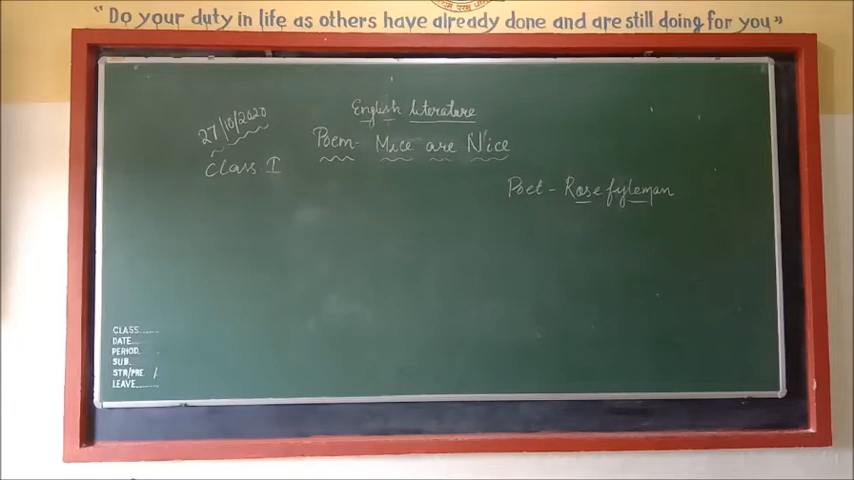 "Do your duty in life as others have already done and are still doing for you"
English literature
27/10/2020
Poem- Mice are Nice
Class I
Poet - Rose fyleman
CLASS......
DATE......
PERIOD.
SUB.
STR/PRE /.
LEAVE......